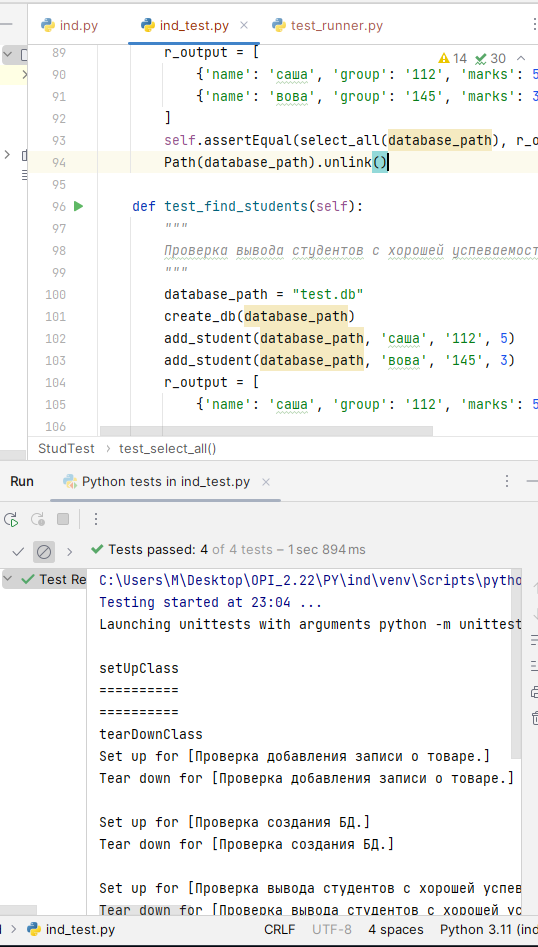 ind.py ind_test.py test_runner.py
89 r_output = [ 14 30
90 {'name': 'саша', 'group': '112', 'marks': 5
91 {'name': 'вова', 'group': '145', 'marks': 3
92 ]
93 self.assertEqual(select_all(database_path), r_o
94 Path(database_path).unlink()
95
96 def test_find_students(self):
97 """
98 Проверка вывода студентов с хорошей успеваемост
99 """
100 database_path = "test.db"
101 create_db(database_path)
102 add_student(database_path, 'саша', '112', 5)
103 add_student(database_path, 'вова', '145', 3)
104 r_output = [
105 {'name': 'саша', 'group': '112', 'marks': 5
106
StudTest › test_select_all()
Run Python tests in ind_test.py
Tests passed: 4 of 4 tests – 1 sec 894 ms
Test Re
C:\Users\M\Desktop\OPI_2.22\PY\ind\venv\Scripts\pytho
Testing started at 23:04 ...
Launching unittests with arguments python -m unittest
setUpClass
==========
==========
tearDownClass
Set up for [Проверка добавления записи о товаре.]
Tear down for [Проверка добавления записи о товаре.]
Set up for [Проверка создания БД.]
Tear down for [Проверка создания БД.]
Set up for [Проверка вывода студентов с хорошей успев
Tear down for [Проверка вывода студентов с хорошей ус
ind_test.py CRLF UTF-8 4 spaces Python 3.11 (ind